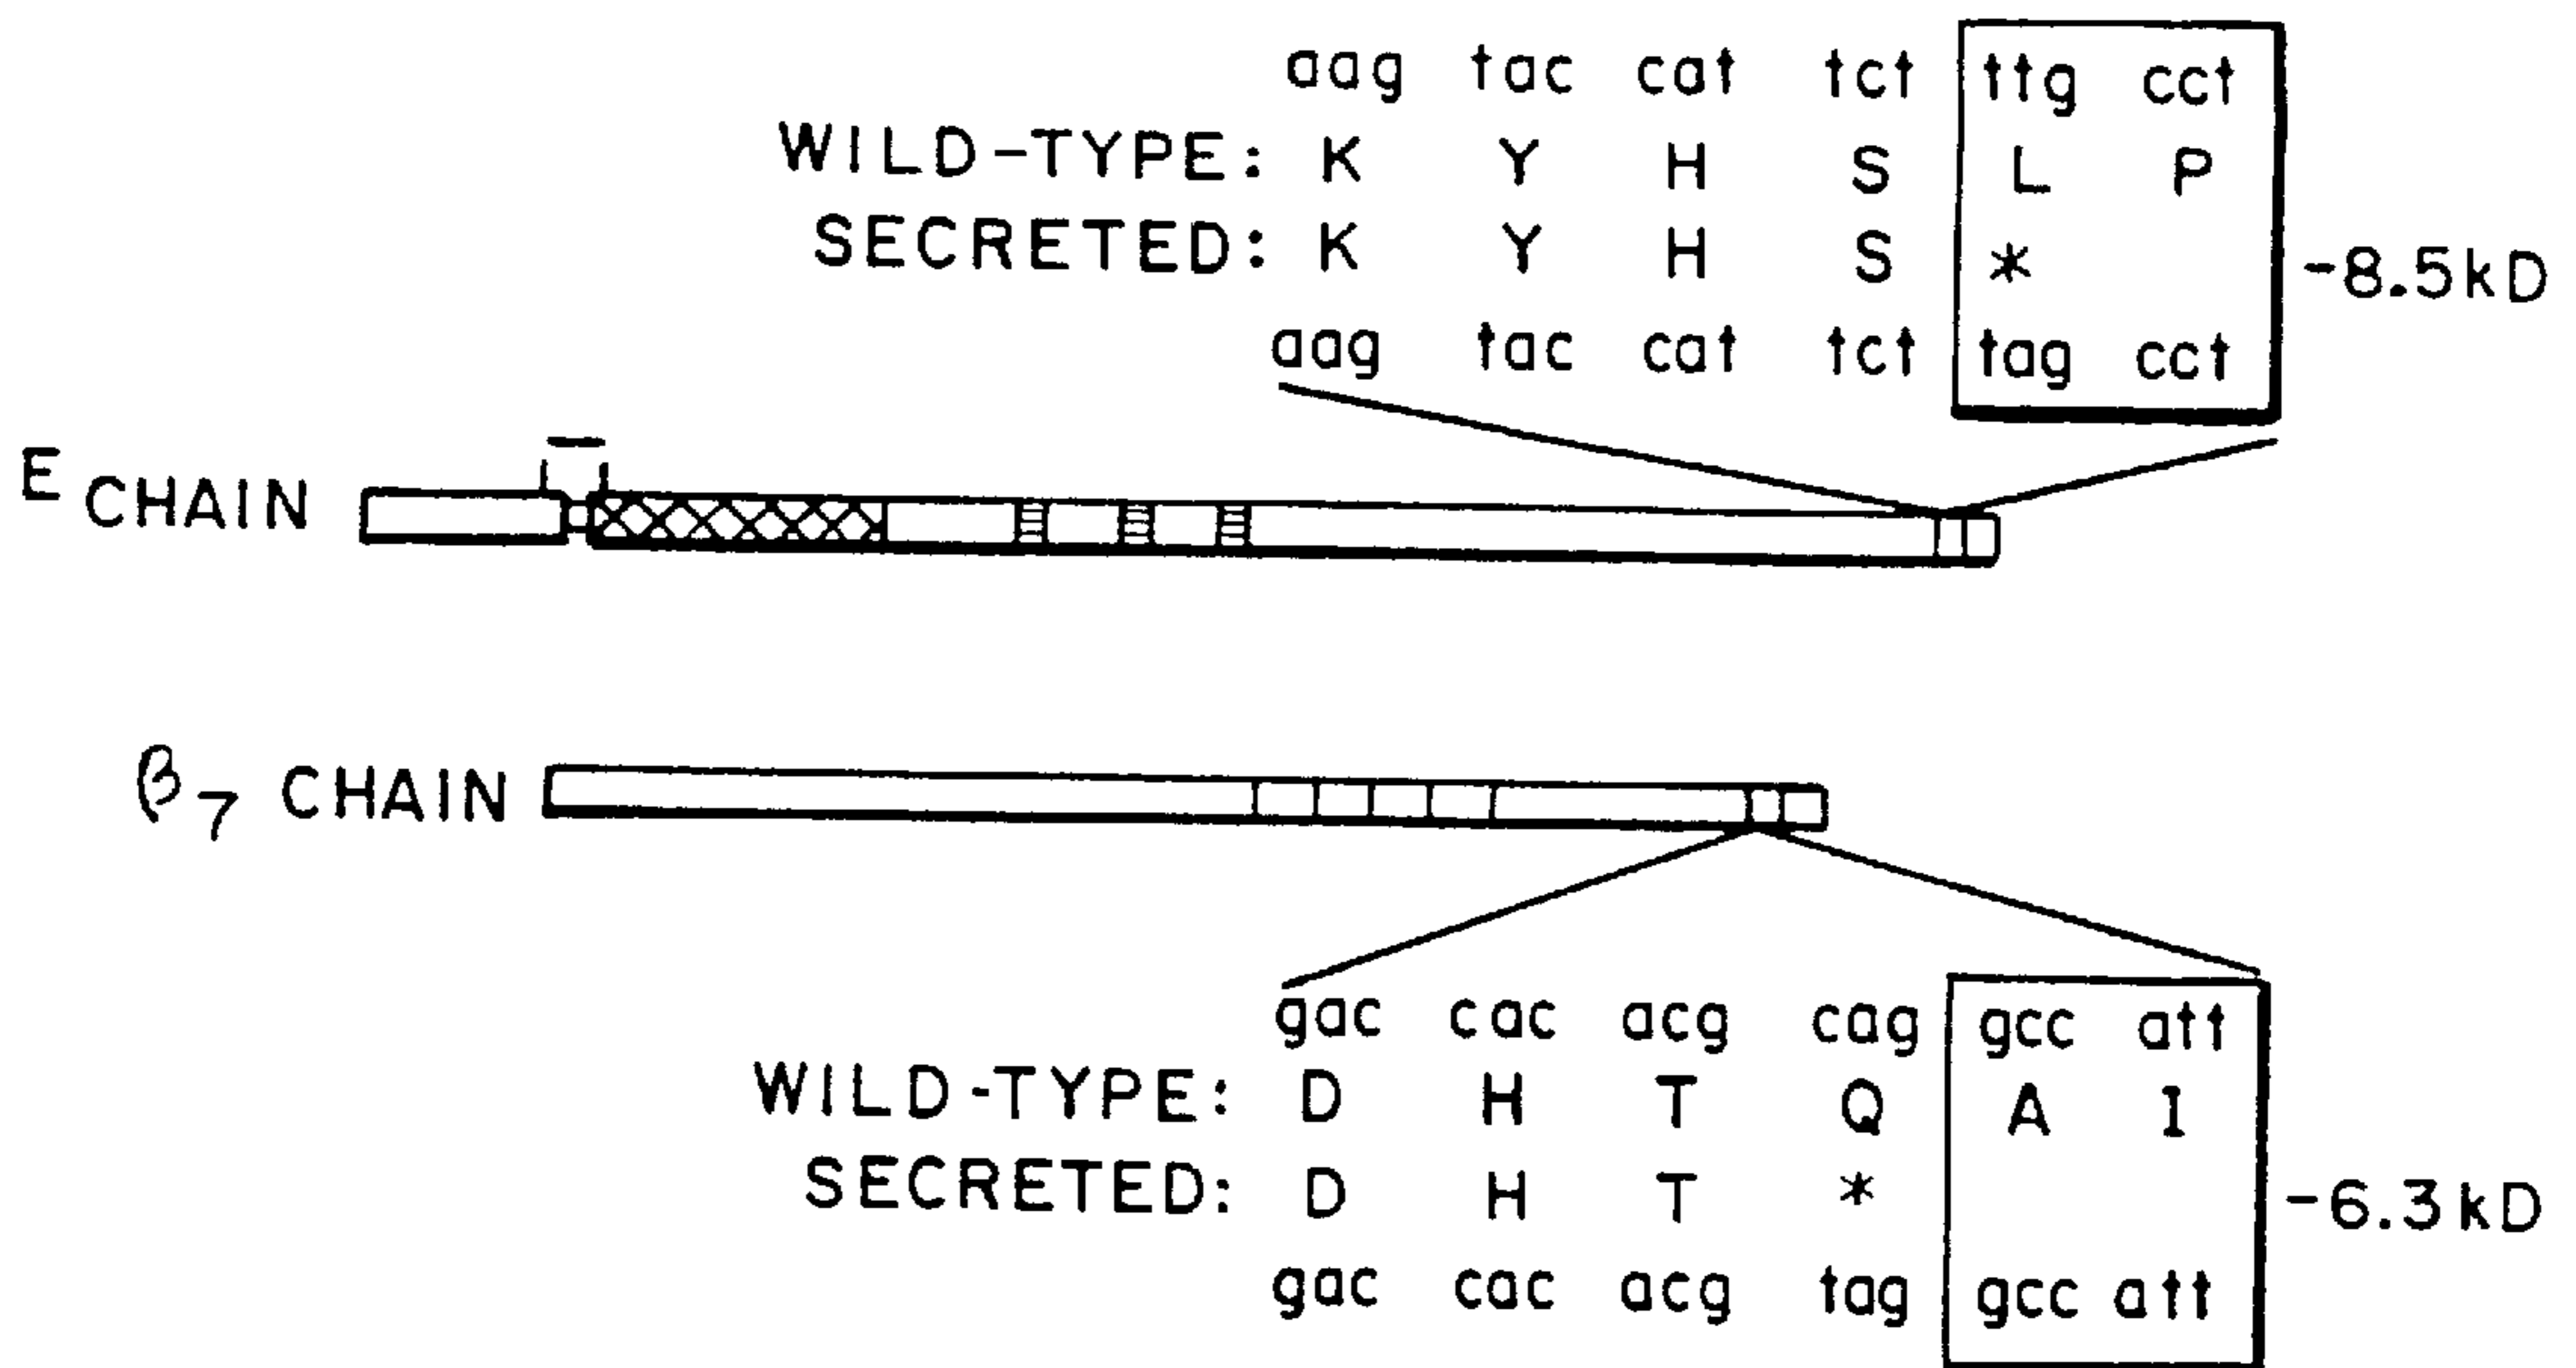 aag tac cat tct ttg cct
WILD-TYPE: K Y H S L P
SECRETED: K Y H S *
-8.5kD
aag tac cat tct tag cct
E CHAIN
β7 CHAIN
gac cac acg cag gcc att
WILD-TYPE: D H T Q A I
SECRETED: D H T *
-6.3kD
gac cac acg tag gcc att